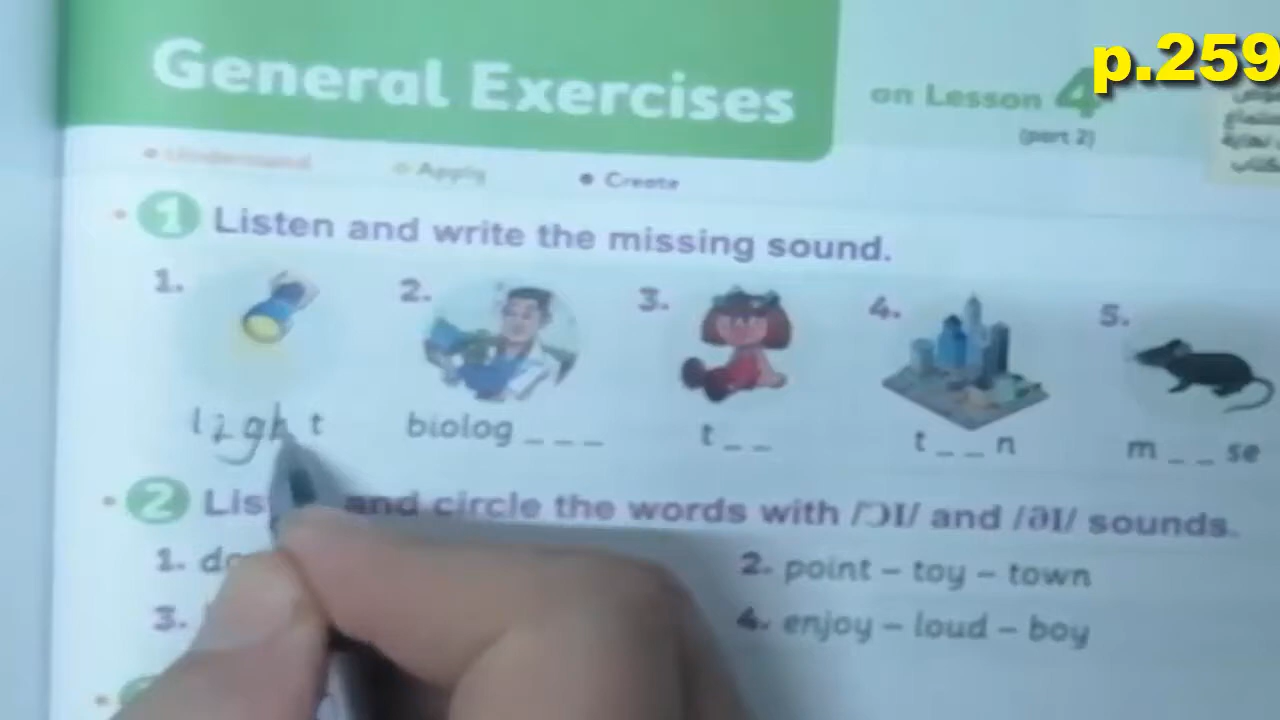 p.259
General Exercises
on Lesson 4
(part 2)
Understand Apply Create
1 Listen and write the missing sound.
1. 2. 3. 4. 5.
light biolog _ _ _ t _ _ t _ _ n m _ _ se
2 and circle the words with /ɔɪ/ and /əɪ/ sounds.
1. 2. point – toy – town
3. 4. enjoy – loud – boy